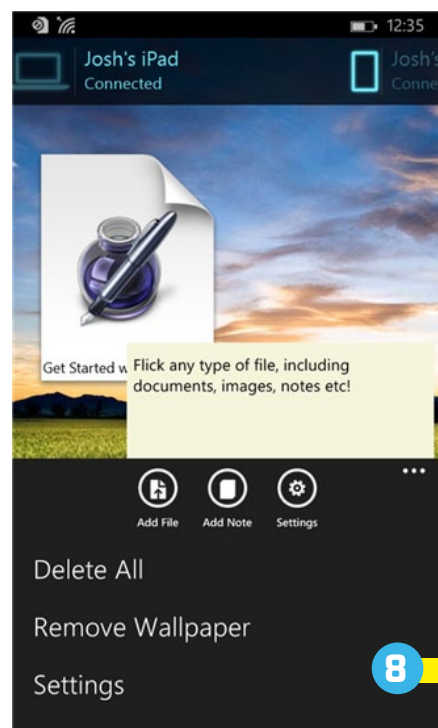 12:35
Josh's iPad
Connected
Josh's
Conne
Get Started w
Flick any type of file, including
documents, images, notes etc!
Add File
Add Note
Settings
Delete All
Remove Wallpaper
Settings
8